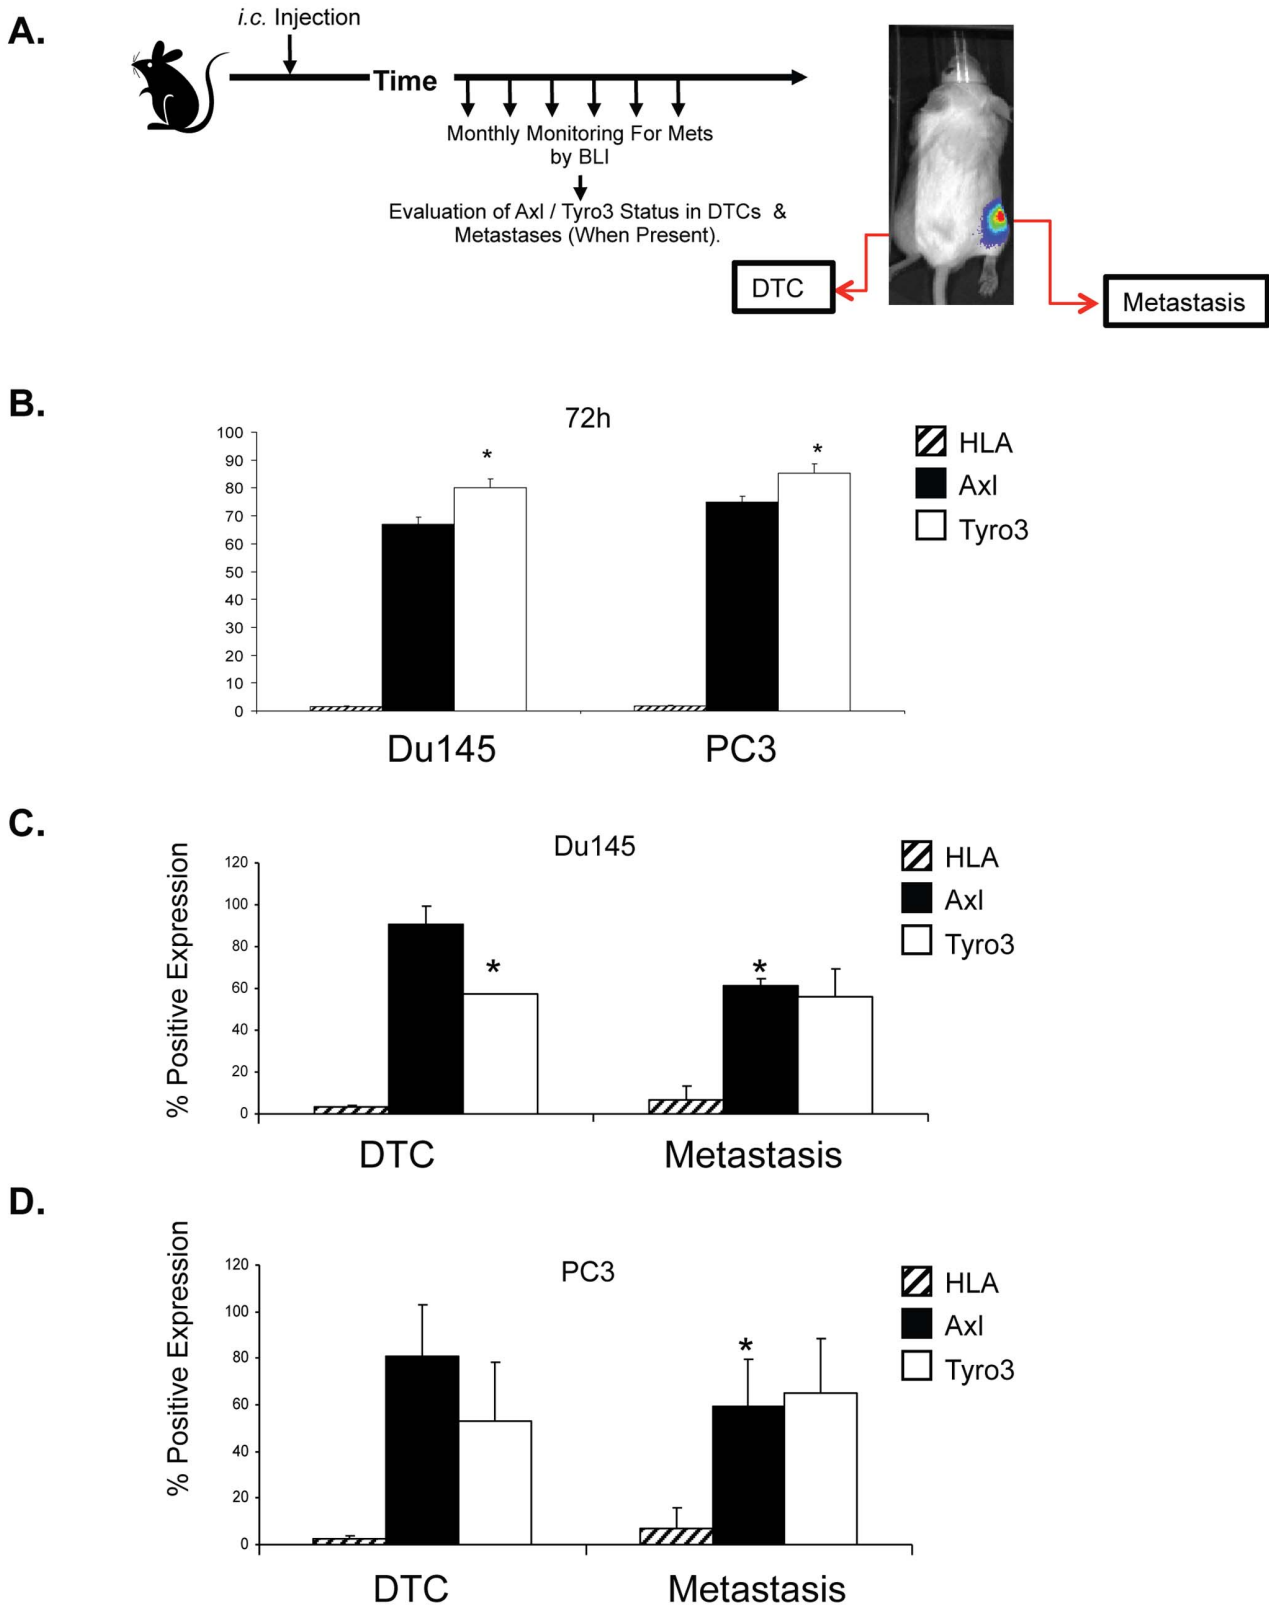 A.
i.c. Injection
Time
Monthly Monitoring For Mets
by BLI
Evaluation of Axl / Tyro3 Status in DTCs &
Metastases (When Present).
DTC
Metastasis
B.
72h
100
90
80
70
60
50
40
30
20
10
0
*
*
HLA
Axl
Tyro3
Du145
PC3
C.
Du145
% Positive Expression
120
100
80
60
40
20
0
*
*
HLA
Axl
Tyro3
DTC
Metastasis
D.
PC3
% Positive Expression
120
100
80
60
40
20
0
*
HLA
Axl
Tyro3
DTC
Metastasis